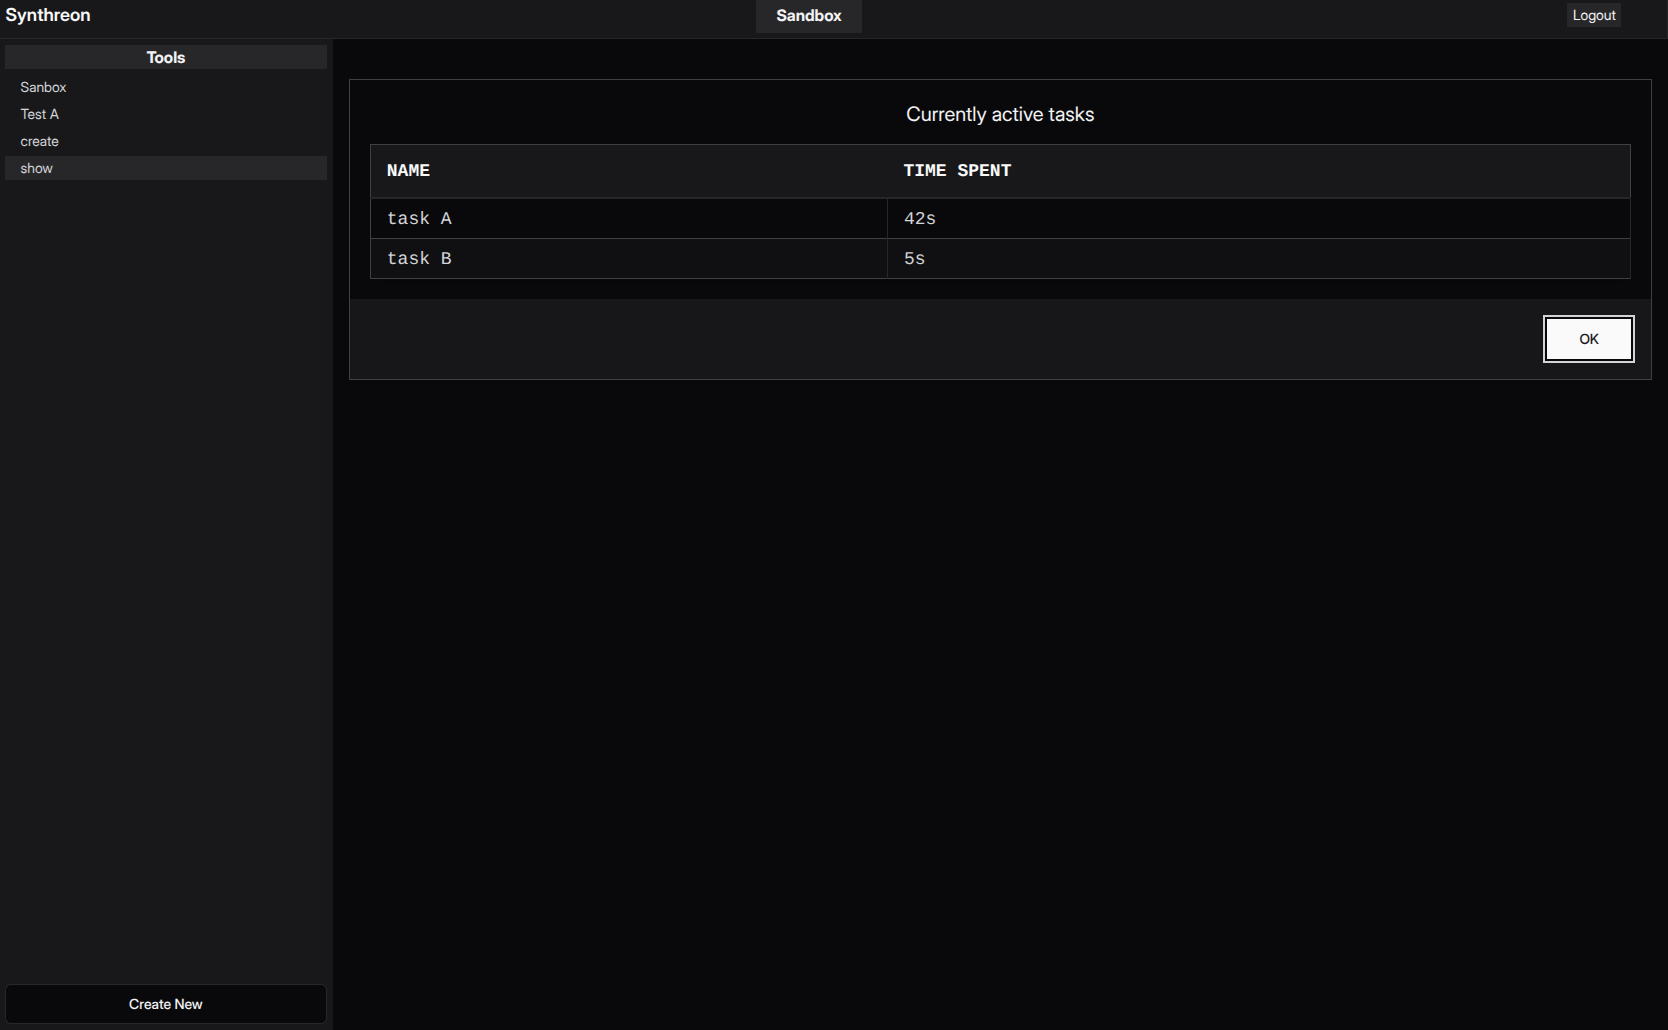 Synthreon
Sandbox
Logout
Tools
Sanbox
Test A
create
show
Currently active tasks
NAME TIME SPENT
task A 42s
task B 5s
OK
Create New